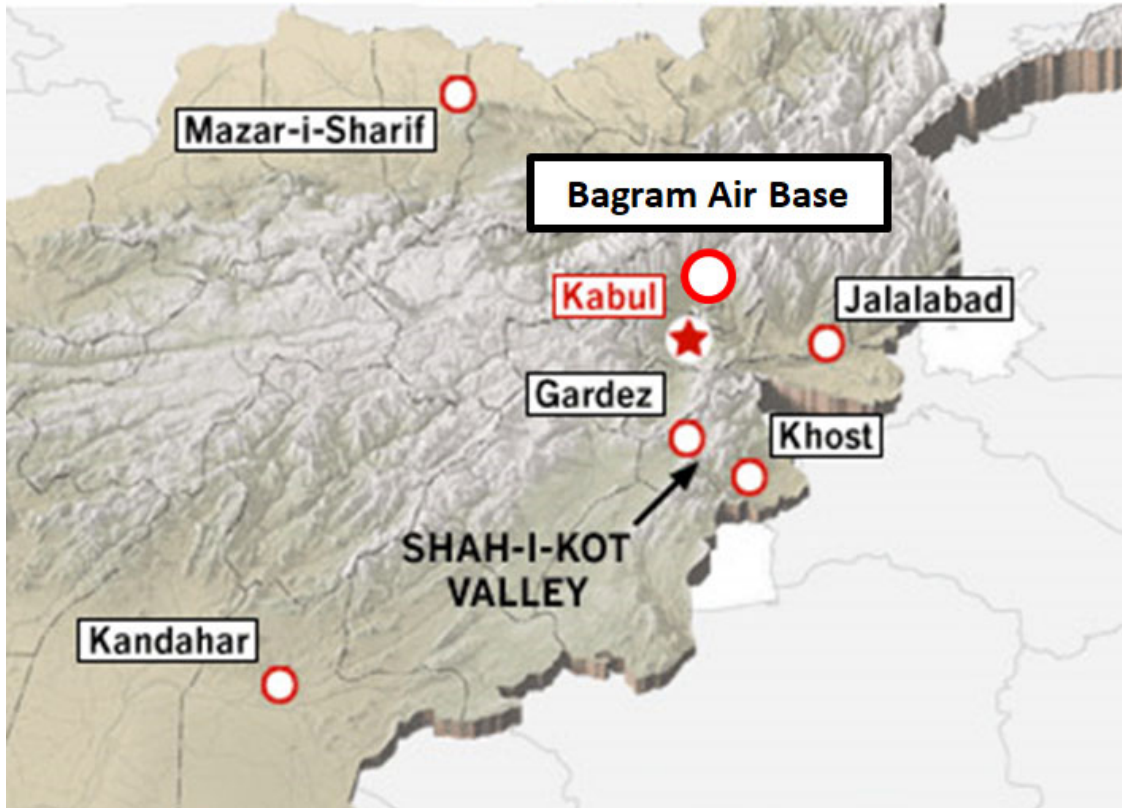 Mazar-i-Sharif
Bagram Air Base
Kabul
Jalalabad
Gardez
Khost
SHAH-I-KOT
VALLEY
Kandahar